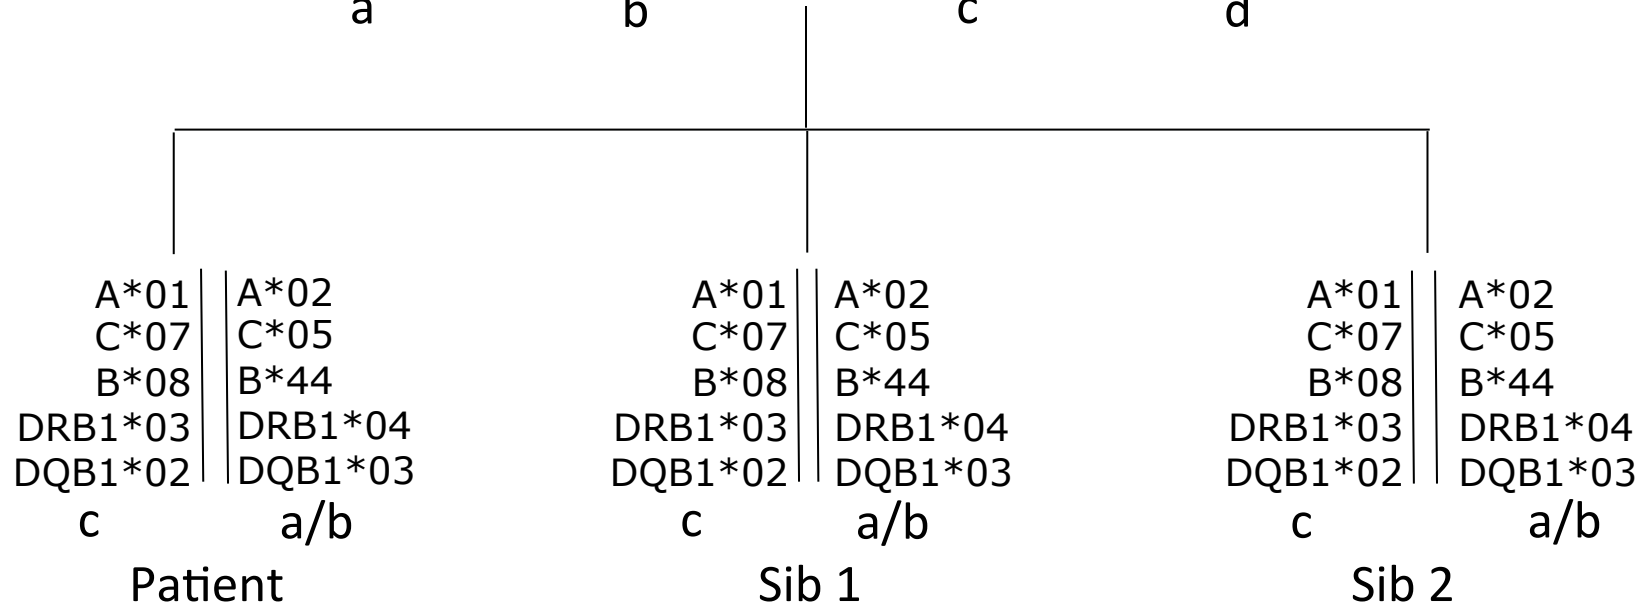 a b c d
A*01 A*02 A*01 A*02 A*01 A*02
C*07 C*05 C*07 C*05 C*07 C*05
B*08 B*44 B*08 B*44 B*08 B*44
DRB1*03 DRB1*04 DRB1*03 DRB1*04 DRB1*03 DRB1*04
DQB1*02 DQB1*03 DQB1*02 DQB1*03 DQB1*02 DQB1*03
c a/b c a/b c a/b
Patient Sib 1 Sib 2